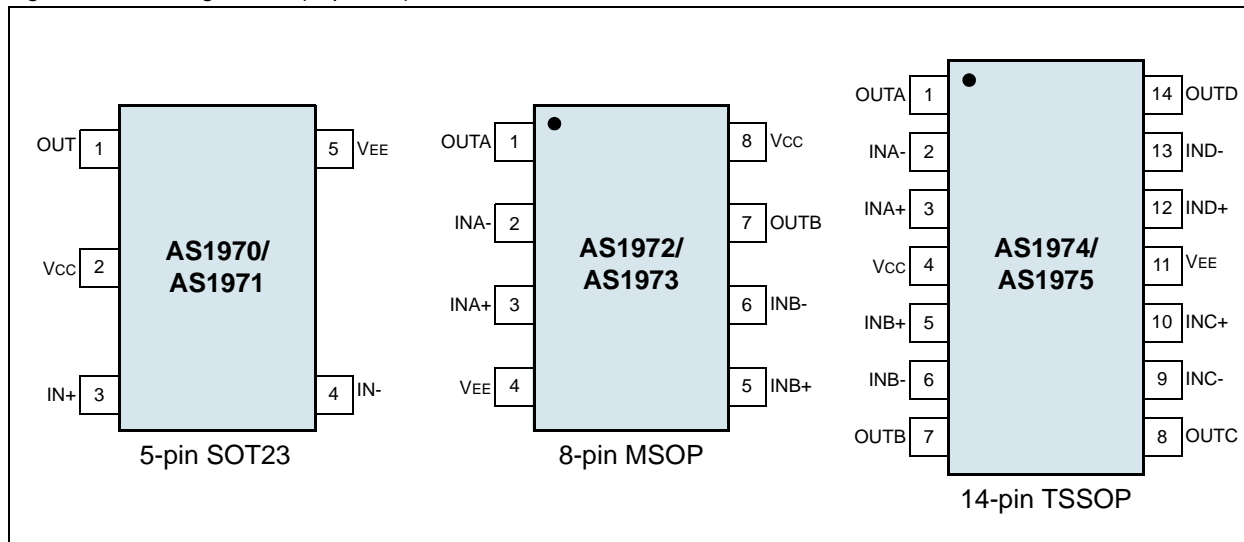 OUT 1
5 VEE
VCC 2
IN+ 3
4 IN-
AS1970/
AS1971
5-pin SOT23
OUTA 1
8 VCC
INA- 2
7 OUTB
INA+ 3
6 INB-
VEE 4
5 INB+
AS1972/
AS1973
8-pin MSOP
OUTA 1
14 OUTD
INA- 2
13 IND-
INA+ 3
12 IND+
VCC 4
11 VEE
INB+ 5
10 INC+
INB- 6
9 INC-
OUTB 7
8 OUTC
AS1974/
AS1975
14-pin TSSOP